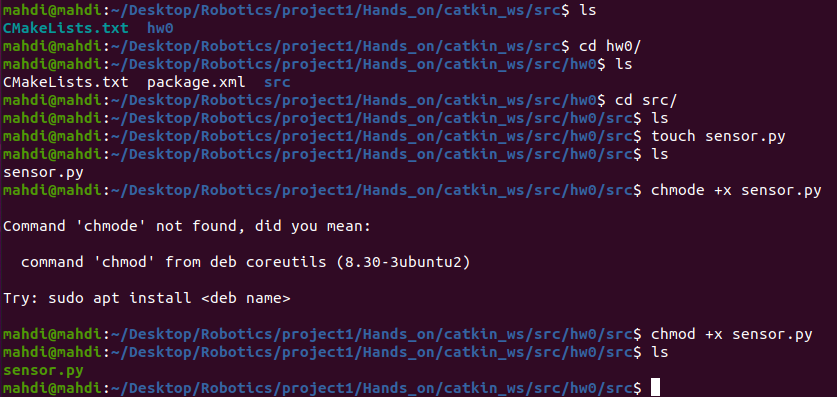 mahdi@mahdi:~/Desktop/Robotics/project1/Hands_on/catkin_ws/src$ ls
CMakeLists.txt  hw0
mahdi@mahdi:~/Desktop/Robotics/project1/Hands_on/catkin_ws/src$ cd hw0/
mahdi@mahdi:~/Desktop/Robotics/project1/Hands_on/catkin_ws/src/hw0$ ls
CMakeLists.txt  package.xml  src
mahdi@mahdi:~/Desktop/Robotics/project1/Hands_on/catkin_ws/src/hw0$ cd src/
mahdi@mahdi:~/Desktop/Robotics/project1/Hands_on/catkin_ws/src/hw0/src$ ls
mahdi@mahdi:~/Desktop/Robotics/project1/Hands_on/catkin_ws/src/hw0/src$ touch sensor.py
mahdi@mahdi:~/Desktop/Robotics/project1/Hands_on/catkin_ws/src/hw0/src$ ls
sensor.py
mahdi@mahdi:~/Desktop/Robotics/project1/Hands_on/catkin_ws/src/hw0/src$ chmode +x sensor.py
Command 'chmode' not found, did you mean:
command 'chmod' from deb coreutils (8.30-3ubuntu2)
Try: sudo apt install <deb name>
mahdi@mahdi:~/Desktop/Robotics/project1/Hands_on/catkin_ws/src/hw0/src$ chmod +x sensor.py
mahdi@mahdi:~/Desktop/Robotics/project1/Hands_on/catkin_ws/src/hw0/src$ ls
sensor.py
mahdi@mahdi:~/Desktop/Robotics/project1/Hands_on/catkin_ws/src/hw0/src$